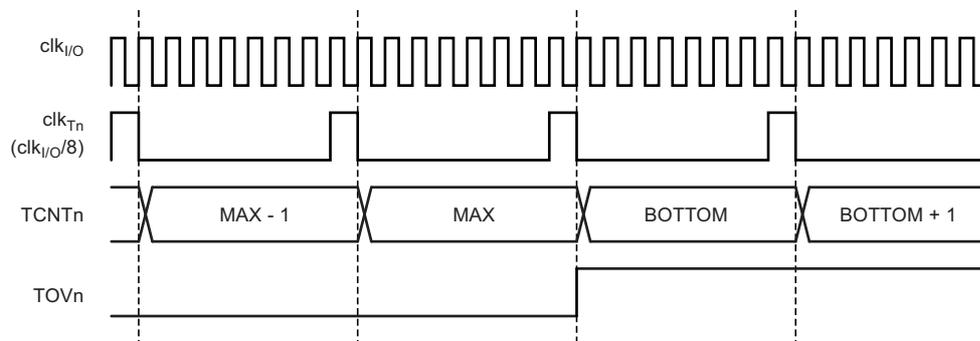 clkI/O
clkTn
(clkI/O/8)
TCNTn MAX - 1 MAX BOTTOM BOTTOM + 1
TOVn